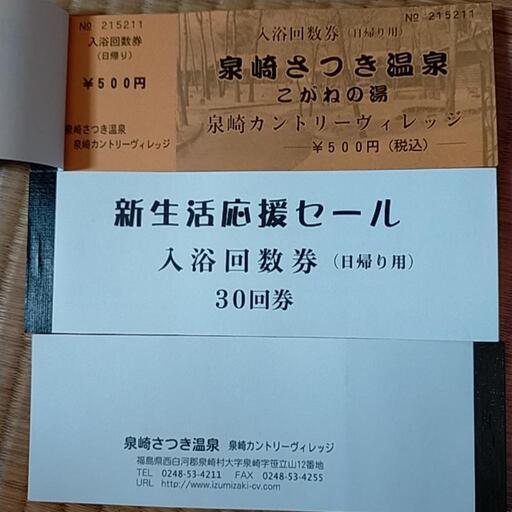 № 215211
入浴回数券
(日帰り)
￥500円
泉崎さつき温泉
泉崎カントリーヴィレッジ
№ 215211
入浴回数券(日帰り用)
泉崎さつき温泉
こがねの湯
泉崎カントリーヴィレッジ
￥500円(税込)
新生活応援セール
入浴回数券(日帰り用)
30回券
泉崎さつき温泉 泉崎カントリーヴィレッジ
福島県西白河郡泉崎村大字泉崎字笹立山12番地
TEL 0248-53-4211 FAX 0248-53-4255
URL http://www.izumizaki-cv.com